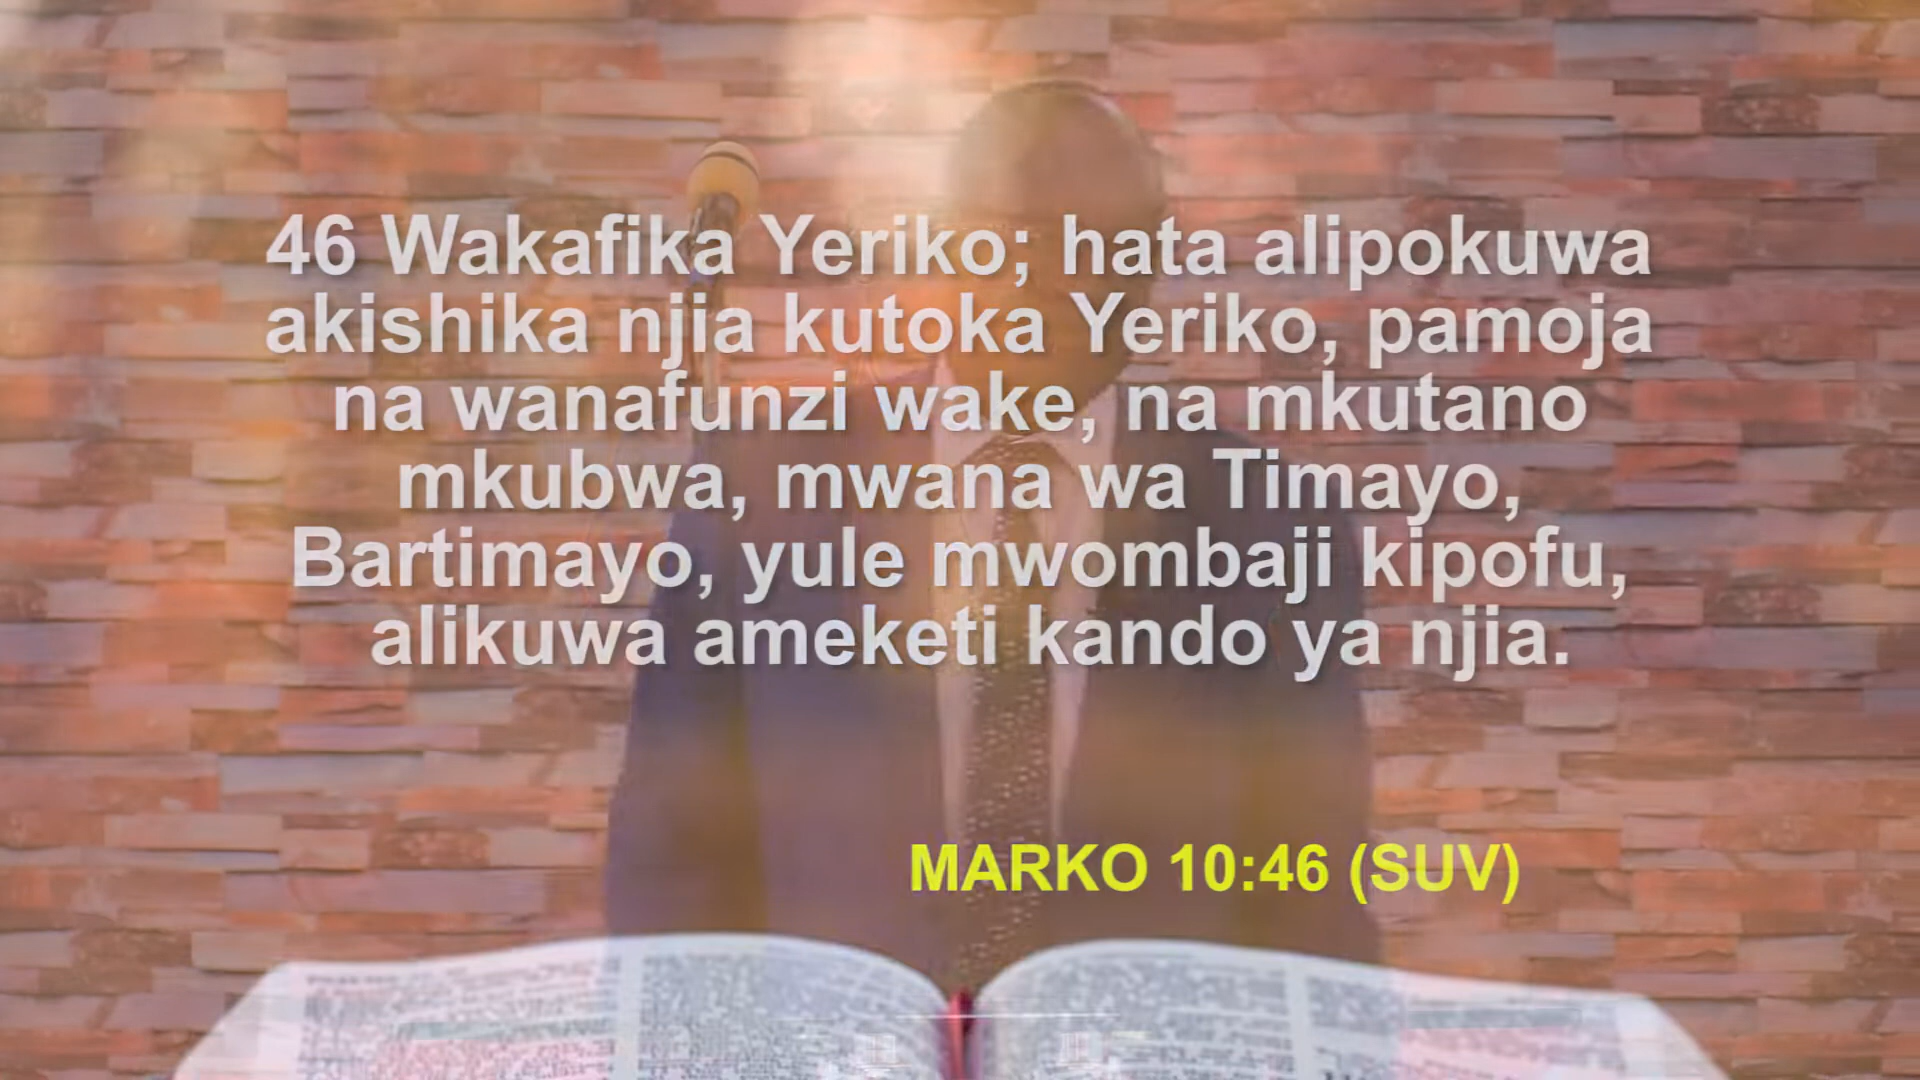 46 Wakafika Yeriko; hata alipokuwa
akishika njia kutoka Yeriko, pamoja
na wanafunzi wake, na mkutano
mkubwa, mwana wa Timayo,
Bartimayo, yule mwombaji kipofu,
alikuwa ameketi kando ya njia.
MARKO 10:46 (SUV)